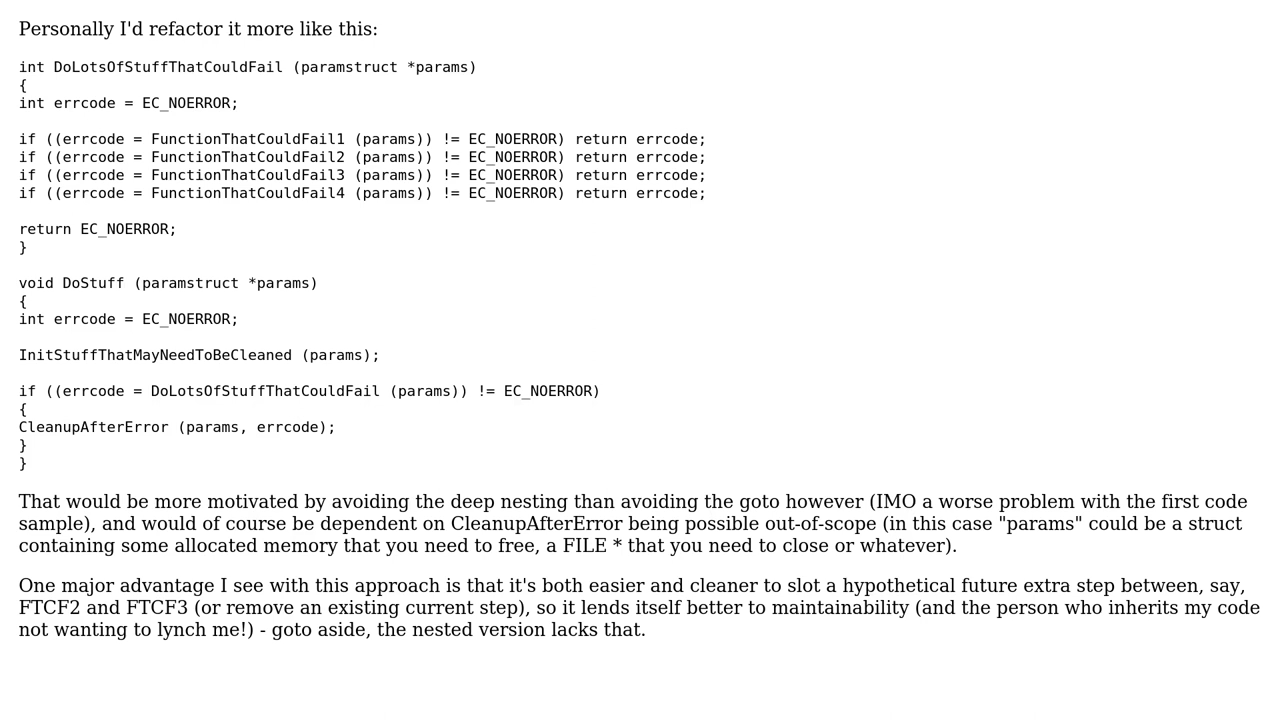 Personally I'd refactor it more like this:
int DoLotsOfStuffThatCouldFail (paramstruct *params)
{
int errcode = EC_NOERROR;
if ((errcode = FunctionThatCouldFail1 (params)) != EC_NOERROR) return errcode;
if ((errcode = FunctionThatCouldFail2 (params)) != EC_NOERROR) return errcode;
if ((errcode = FunctionThatCouldFail3 (params)) != EC_NOERROR) return errcode;
if ((errcode = FunctionThatCouldFail4 (params)) != EC_NOERROR) return errcode;
return EC_NOERROR;
}
void DoStuff (paramstruct *params)
{
int errcode = EC_NOERROR;
InitStuffThatMayNeedToBeCleaned (params);
if ((errcode = DoLotsOfStuffThatCouldFail (params)) != EC_NOERROR)
{
CleanupAfterError (params, errcode);
}
}
That would be more motivated by avoiding the deep nesting than avoiding the goto however (IMO a worse problem with the first code
sample), and would of course be dependent on CleanupAfterError being possible out-of-scope (in this case "params" could be a struct
containing some allocated memory that you need to free, a FILE * that you need to close or whatever).
One major advantage I see with this approach is that it's both easier and cleaner to slot a hypothetical future extra step between, say,
FTCF2 and FTCF3 (or remove an existing current step), so it lends itself better to maintainability (and the person who inherits my code
not wanting to lynch me!) - goto aside, the nested version lacks that.